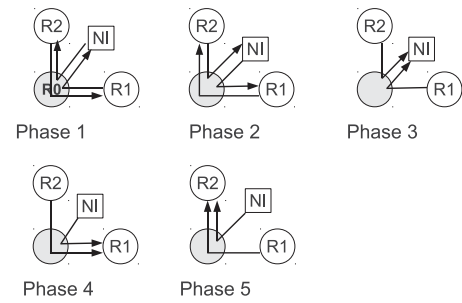 R2
NI
R0
R1
Phase 1
R2
NI
R1
Phase 2
R2
NI
R1
Phase 3
R2
NI
R1
Phase 4
R2
NI
R1
Phase 5